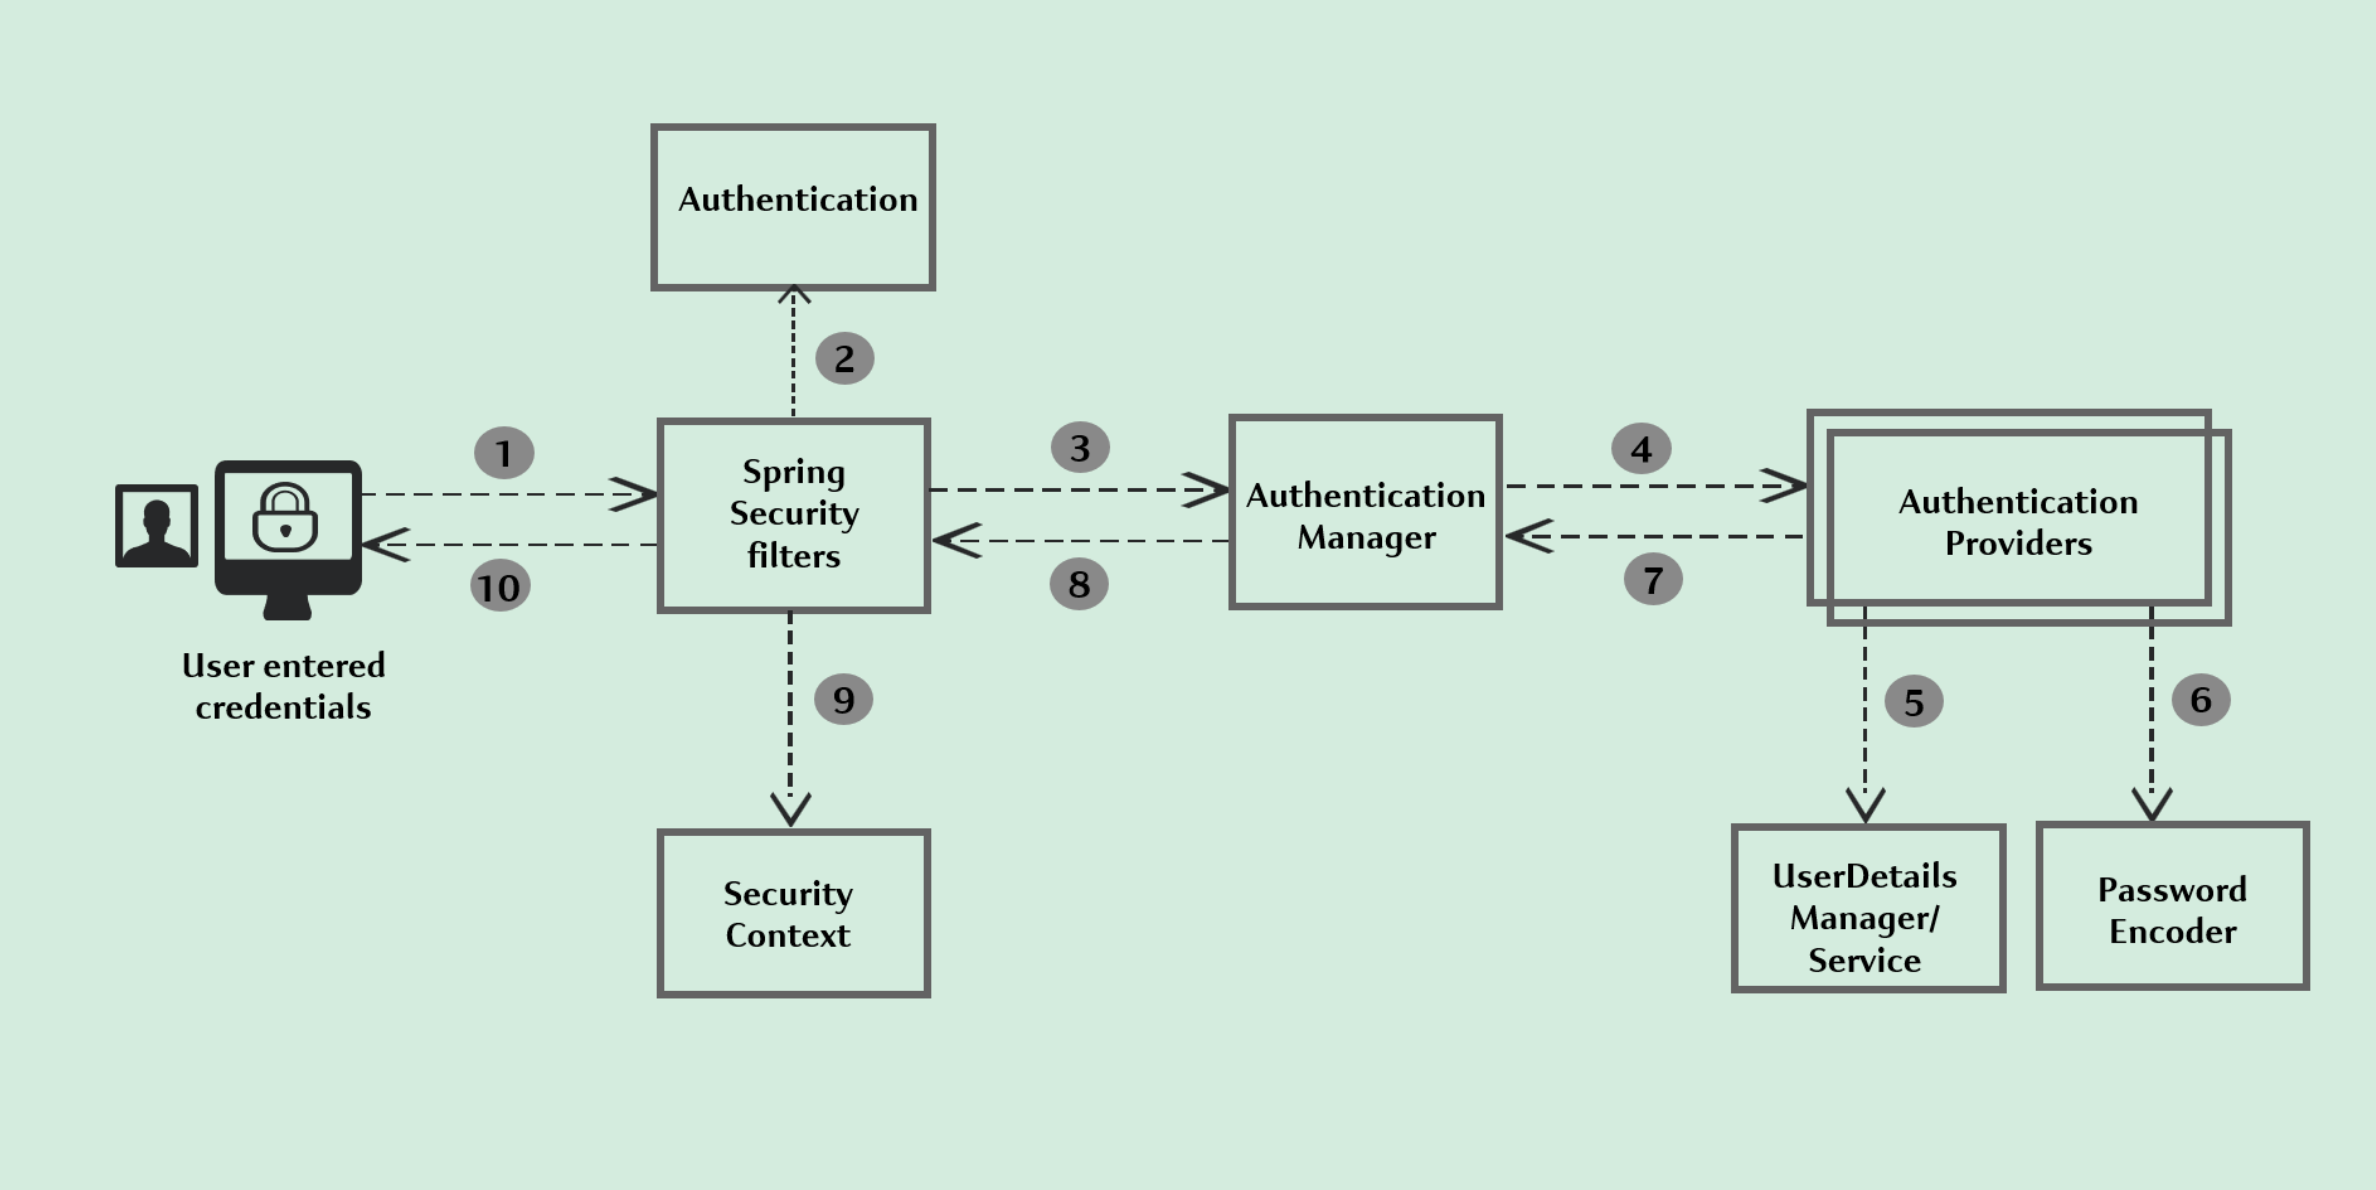 Authentication
2
1
Spring
Security
filters
10
3
8
Authentication
Manager
4
7
Authentication
Providers
User entered
credentials
9
5
6
Security
Context
UserDetails
Manager/
Service
Password
Encoder